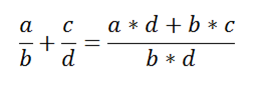 a/b + c/d = (a * d + b * c)/(b * d)